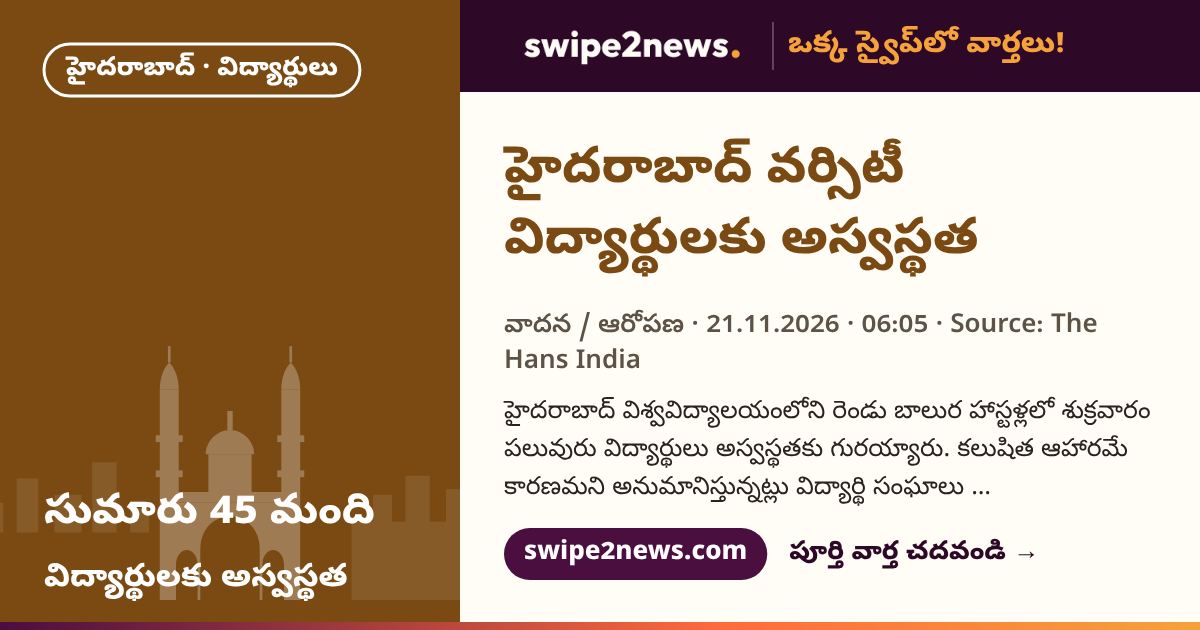 హైదరాబాద్ · విద్యార్థులు
సుమారు 45 మంది
విద్యార్థులకు అస్వస్థత
swipe2news.
ఒక్క స్వైప్‌లో వార్తలు!
హైదరాబాద్ వర్సిటీ
విద్యార్థులకు అస్వస్థత
వాదన / ఆరోపణ · 21.11.2026 · 06:05 · Source: The
Hans India
హైదరాబాద్ విశ్వవిద్యాలయంలోని రెండు బాలుర హాస్టళ్లలో శుక్రవారం
పలువురు విద్యార్థులు అస్వస్థతకు గురయ్యారు. కలుషిత ఆహారమే
కారణమని అనుమానిస్తున్నట్లు విద్యార్థి సంఘాలు ...
swipe2news.com
పూర్తి వార్త చదవండి →